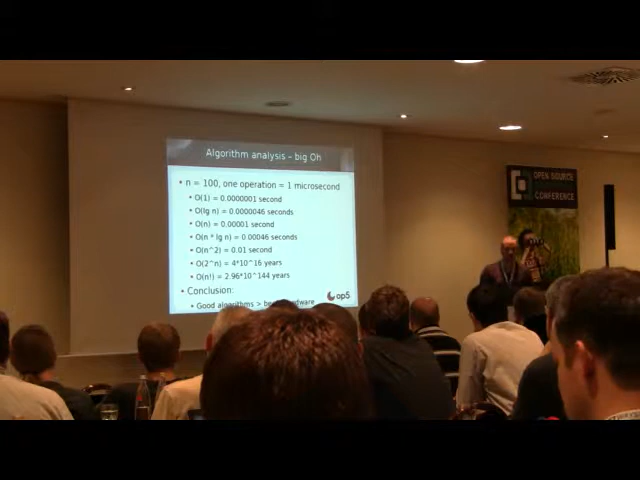 Algorithm analysis – big Oh
• n = 100, one operation = 1 microsecond
• O(1) = 0.0000001 second
• O(lg n) = 0.0000046 seconds
• O(n) = 0.00001 second
• O(n * lg n) = 0.00046 seconds
• O(n^2) = 0.01 second
• O(2^n) = 4*10^16 years
• O(n!) = 2.96*10^144 years
• Conclusion:
• Good algorithms >
op5
OPEN SOURCE
CONFERENCE